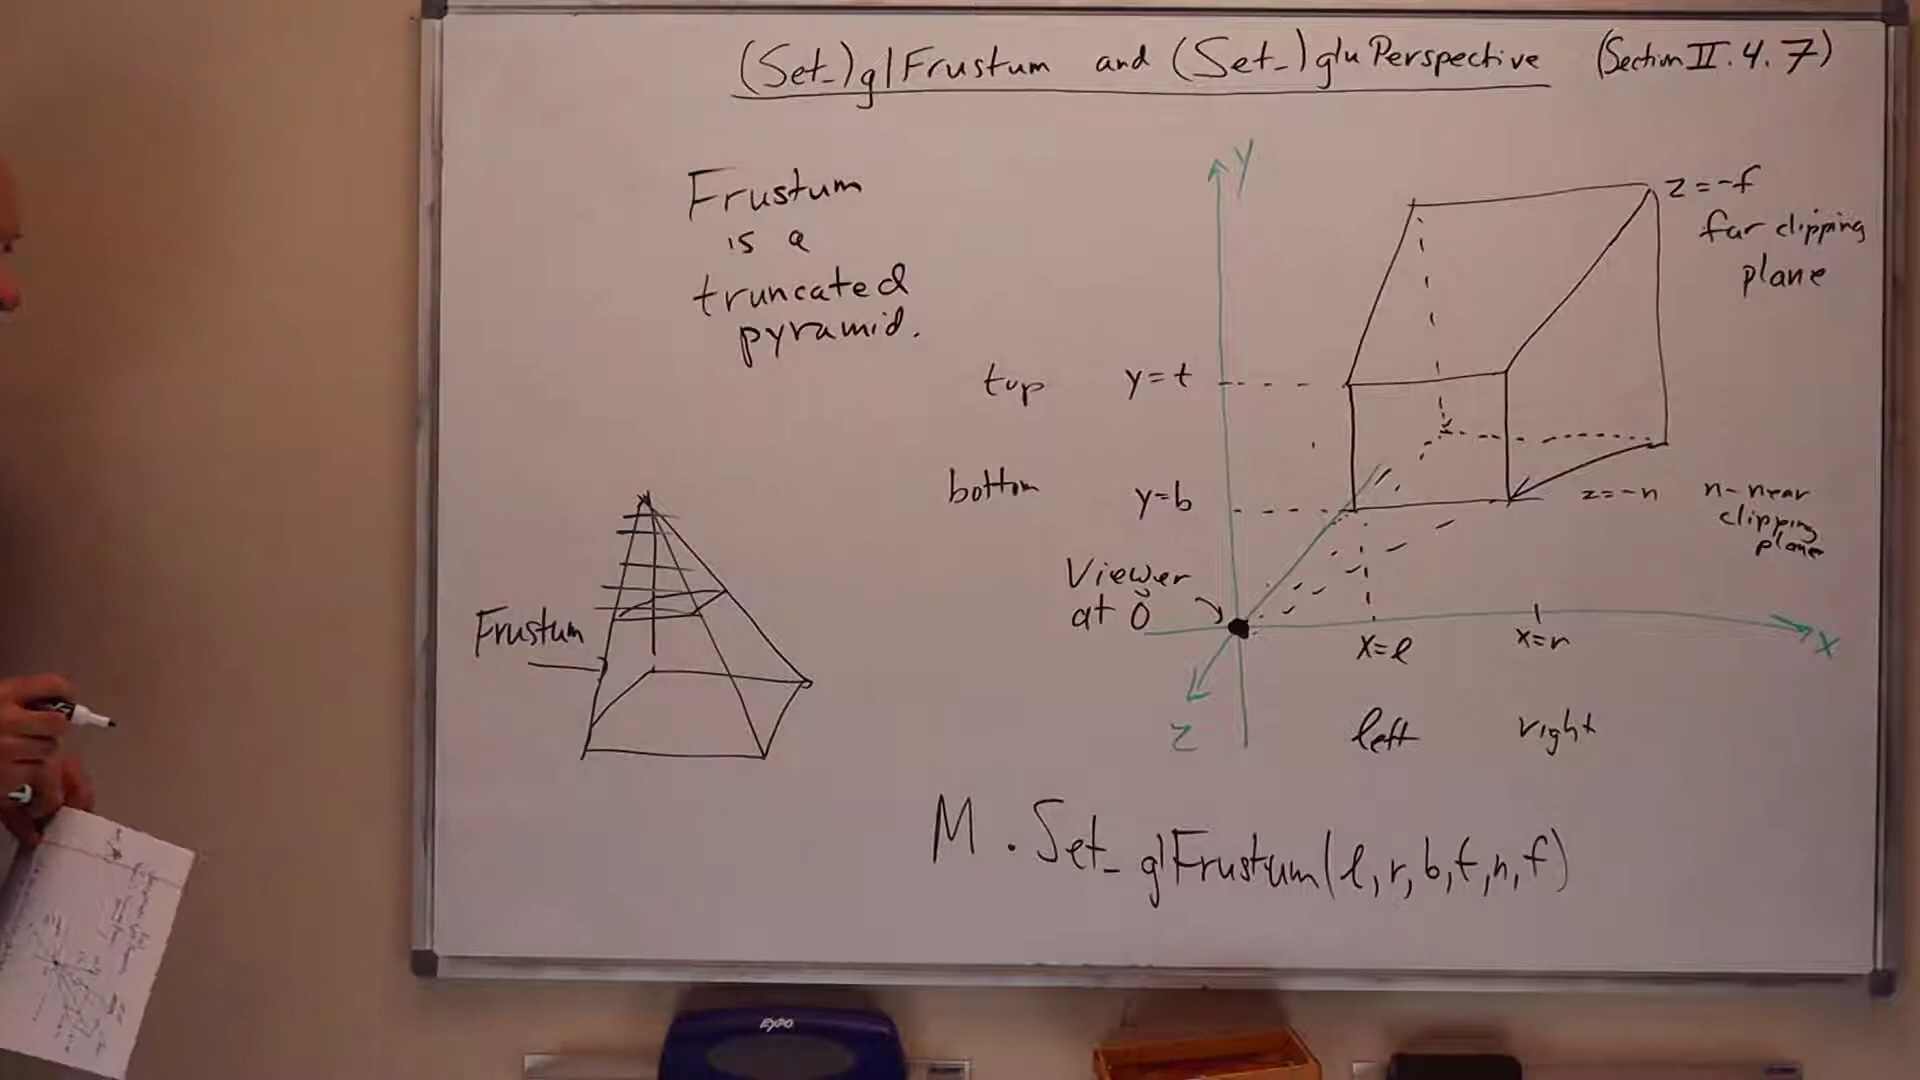 (Set_)glFrustum and (Set_)gluPerspective (Section II.4.7)
Frustum
is a
truncated
pyramid.
Frustum
Y
z=-f
far clipping
plane
top y=t
bottom y=b
z=-n n-near
clipping
plane
Viewer
at 0
x=l
x=r
X
Z
left
right
M . Set_glFrustum(l,r,b,t,n,f)
EXPO